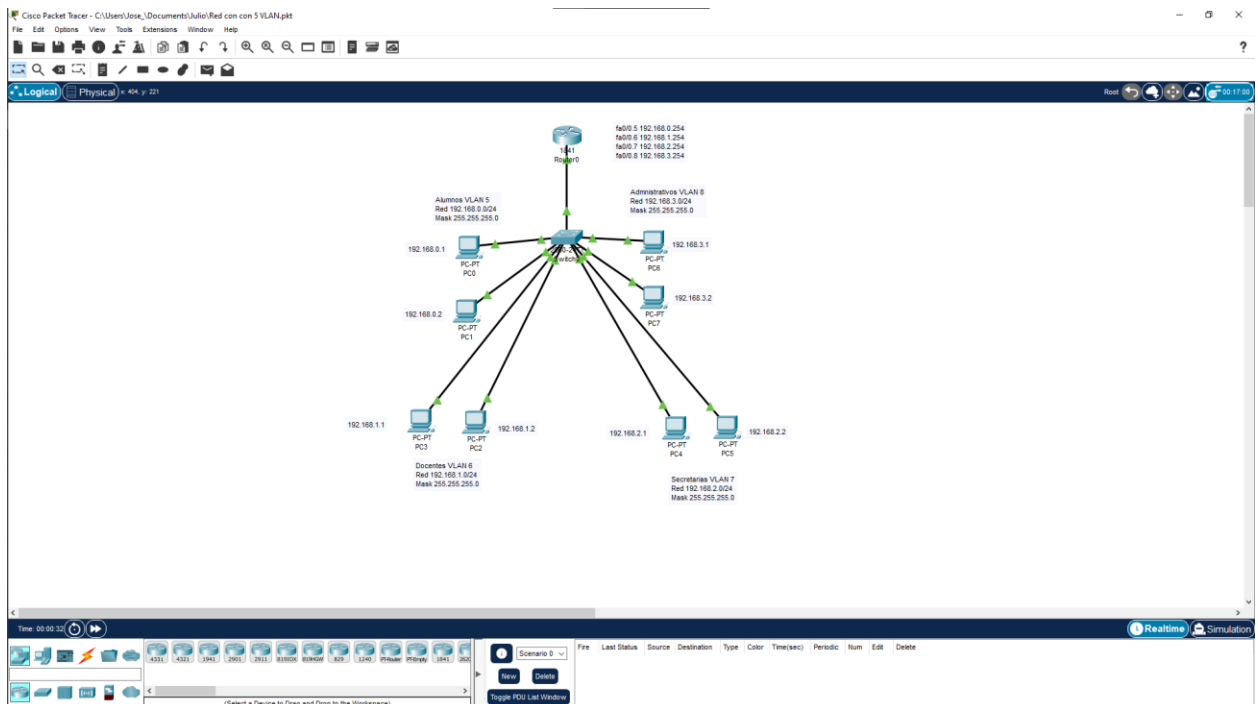 Cisco Packet Tracer - C:\Users\Jose_\Documents\Julio\Red con con 5 VLAN.pkt
File Edit Options View Tools Extensions Window Help
?
Logical Physical x: 404, y: 221 Root 00:17:00
fa0/0.5 192.168.0.254
fa0/0.6 192.168.1.254
fa0/0.7 192.168.2.254
fa0/0.8 192.168.3.254
1841
Router0
Alumnos VLAN 5
Red 192.168.0.0/24
Mask 255.255.255.0
Admnistrativos VLAN 8
Red 192.168.3.0/24
Mask 255.255.255.0
192.168.0.1
PC-PT
PC0
192.168.3.1
PC-PT
PC6
192.168.0.2
PC-PT
PC1
192.168.3.2
PC-PT
PC7
192.168.1.1
PC-PT
PC3
192.168.1.2
PC-PT
PC2
192.168.2.1
PC-PT
PC4
192.168.2.2
PC-PT
PC5
Docentes VLAN 6
Red 192.168.1.0/24
Mask 255.255.255.0
Secretarias VLAN 7
Red 192.168.2.0/24
Mask 255.255.255.0
Time: 00:00:32 Realtime Simulation
4331 4321 1941 2901 2911 819IOX 819HGW 829 1240 PT-Router PT-Empty 1841
Scenario 0
New Delete
Toggle PDU List Window
Fire Last Status Source Destination Type Color Time(sec) Periodic Num Edit Delete
(Select a Device to Drag and Drop to the Workspace)